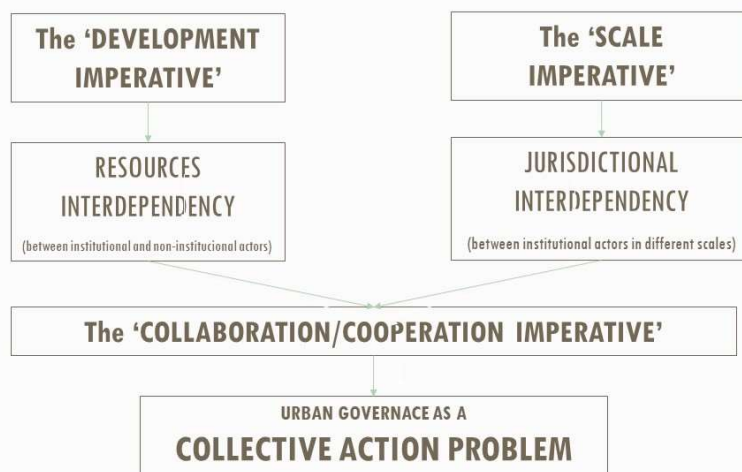 The ‘DEVELOPMENT
IMPERATIVE’
The ‘SCALE
IMPERATIVE’
RESOURCES
INTERDEPENDENCY
(between institutional and non-institucional actors)
JURISDICTIONAL
INTERDEPENDENCY
(between institutional actors in different scales)
The ‘COLLABORATION/COOPERATION IMPERATIVE’
URBAN GOVERNACE AS A
COLLECTIVE ACTION PROBLEM